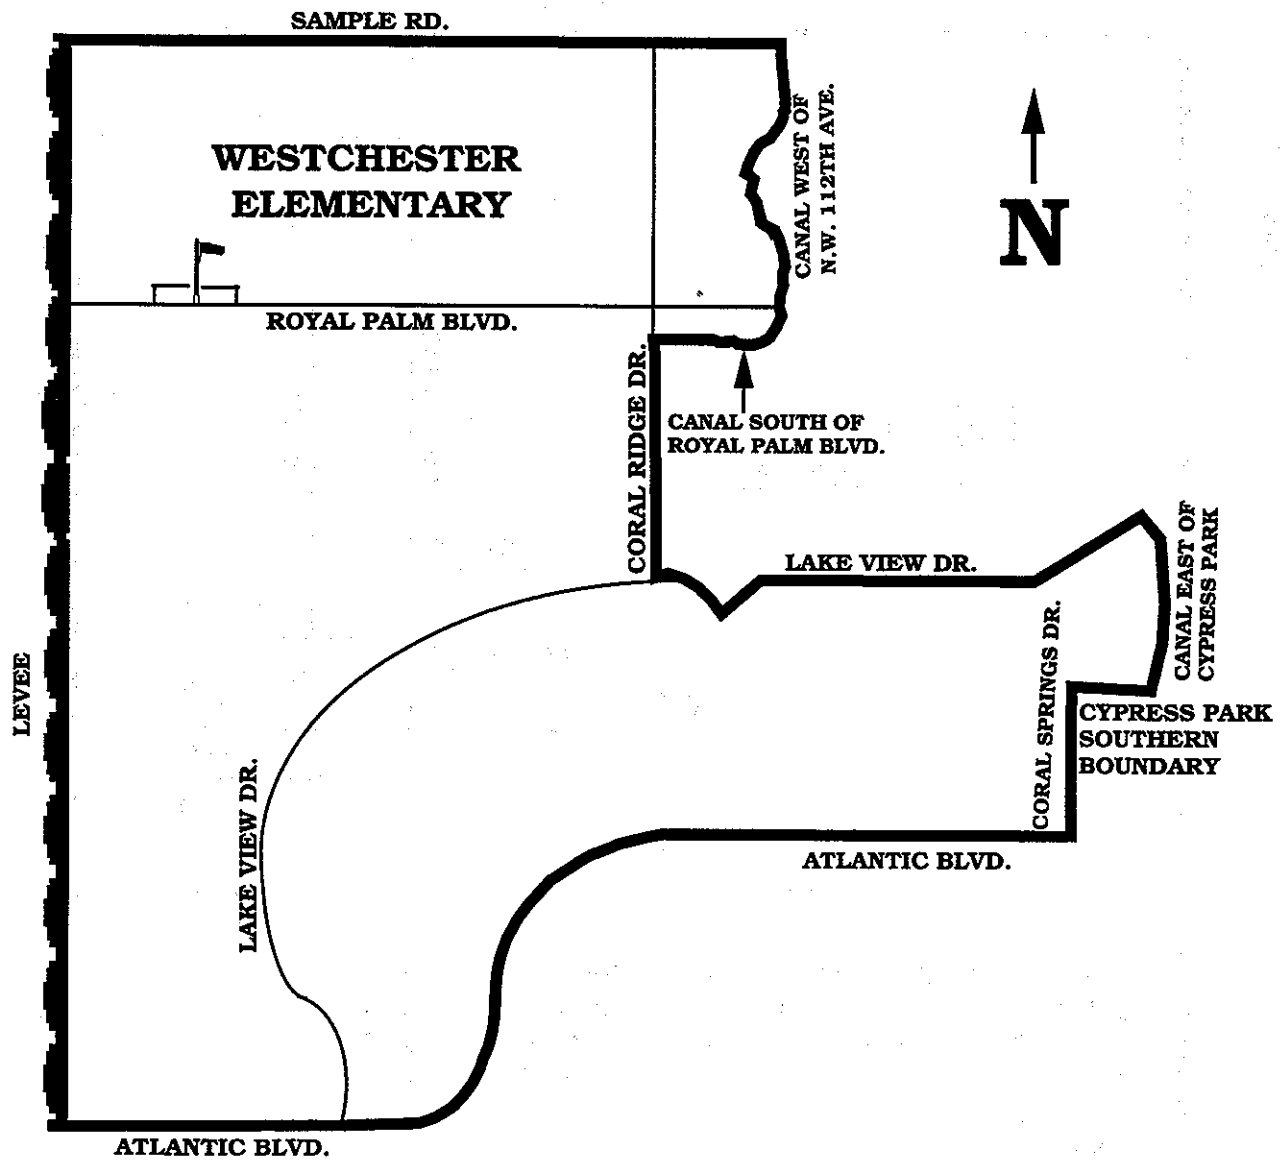 SAMPLE RD.
CANAL WEST OF
N.W. 112TH AVE.
WESTCHESTER
ELEMENTARY
N
ROYAL PALM BLVD.
CORAL RIDGE DR.
CANAL SOUTH OF
ROYAL PALM BLVD.
LAKE VIEW DR.
CANAL EAST OF
CYPRESS PARK
CORAL SPRINGS DR.
LEVEE
CYPRESS PARK
SOUTHERN
BOUNDARY
LAKE VIEW DR.
ATLANTIC BLVD.
ATLANTIC BLVD.